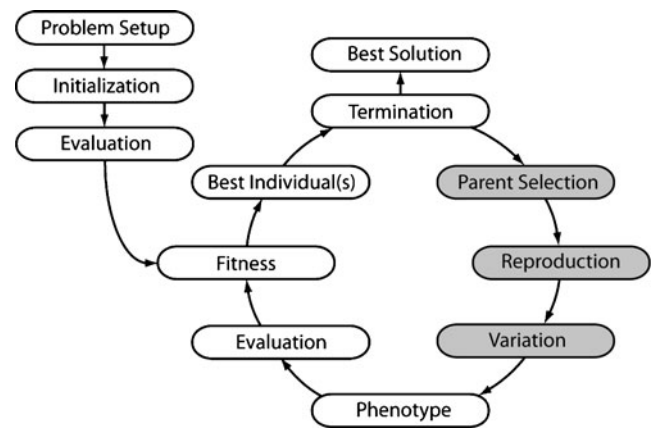 Problem Setup
Initialization
Evaluation
Best Solution
Termination
Best Individual(s)
Parent Selection
Fitness
Reproduction
Evaluation
Variation
Phenotype